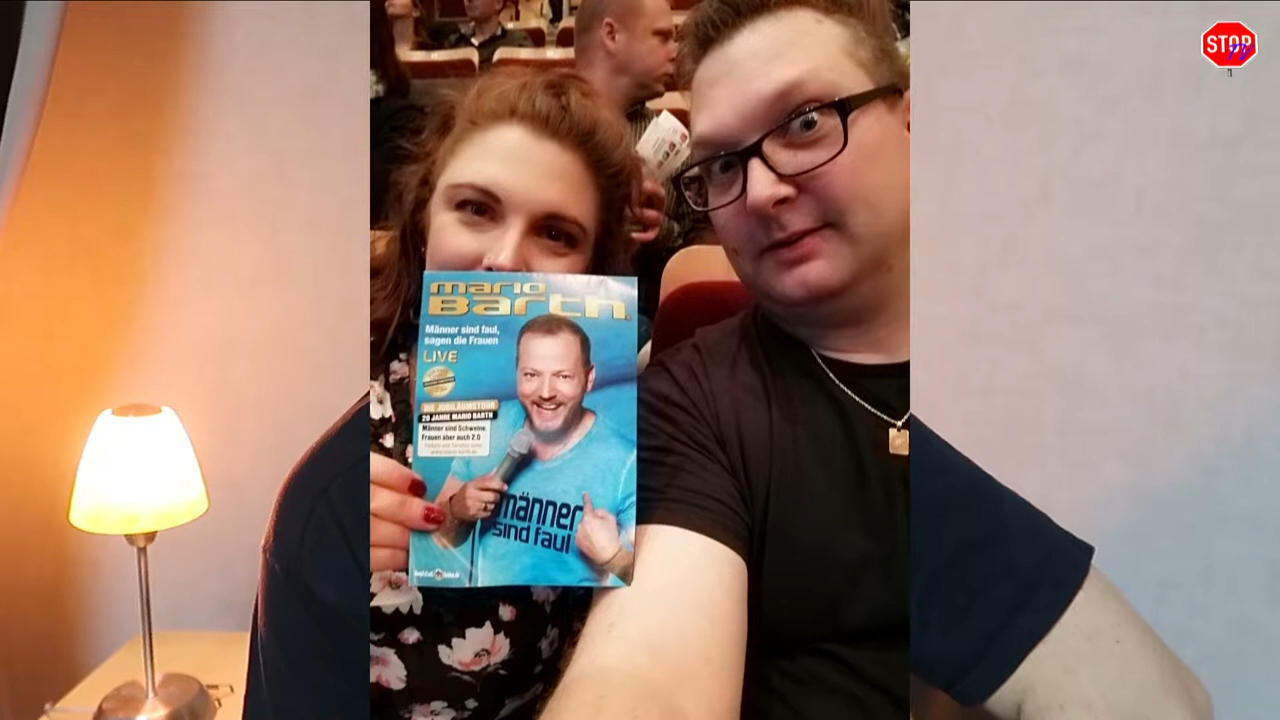 STOP
TV
mario
Barth
Männer sind faul,
sagen die Frauen
LIVE
DIE JUBILÄUMSTOUR
20 JAHRE MARIO BARTH
Männer sind Schweine,
Frauen aber auch 2.0
männer
sind faul